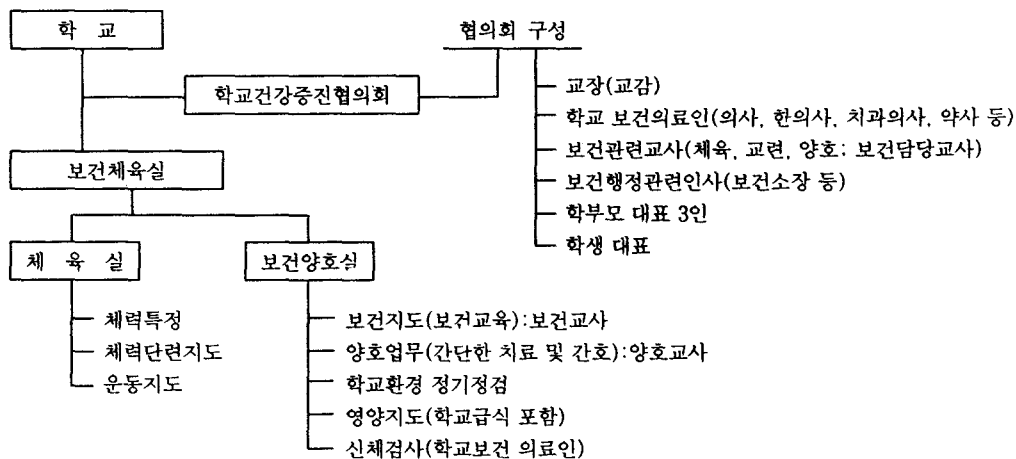 학 교
협의회 구성
학교건강증진협의회
교장(교감)
학교 보건의료인(의사, 한의사, 치과의사, 약사 등)
보건관련교사(체육, 교련, 양호: 보건담당교사)
보건행정관련인사(보건소장 등)
학부모 대표 3인
학생 대표
보건체육실
체 육 실
체력특정
체력단련지도
운동지도
보건양호실
보건지도(보건교육):보건교사
양호업무(간단한 치료 및 간호):양호교사
학교환경 정기점검
영양지도(학교급식 포함)
신체검사(학교보건 의료인)